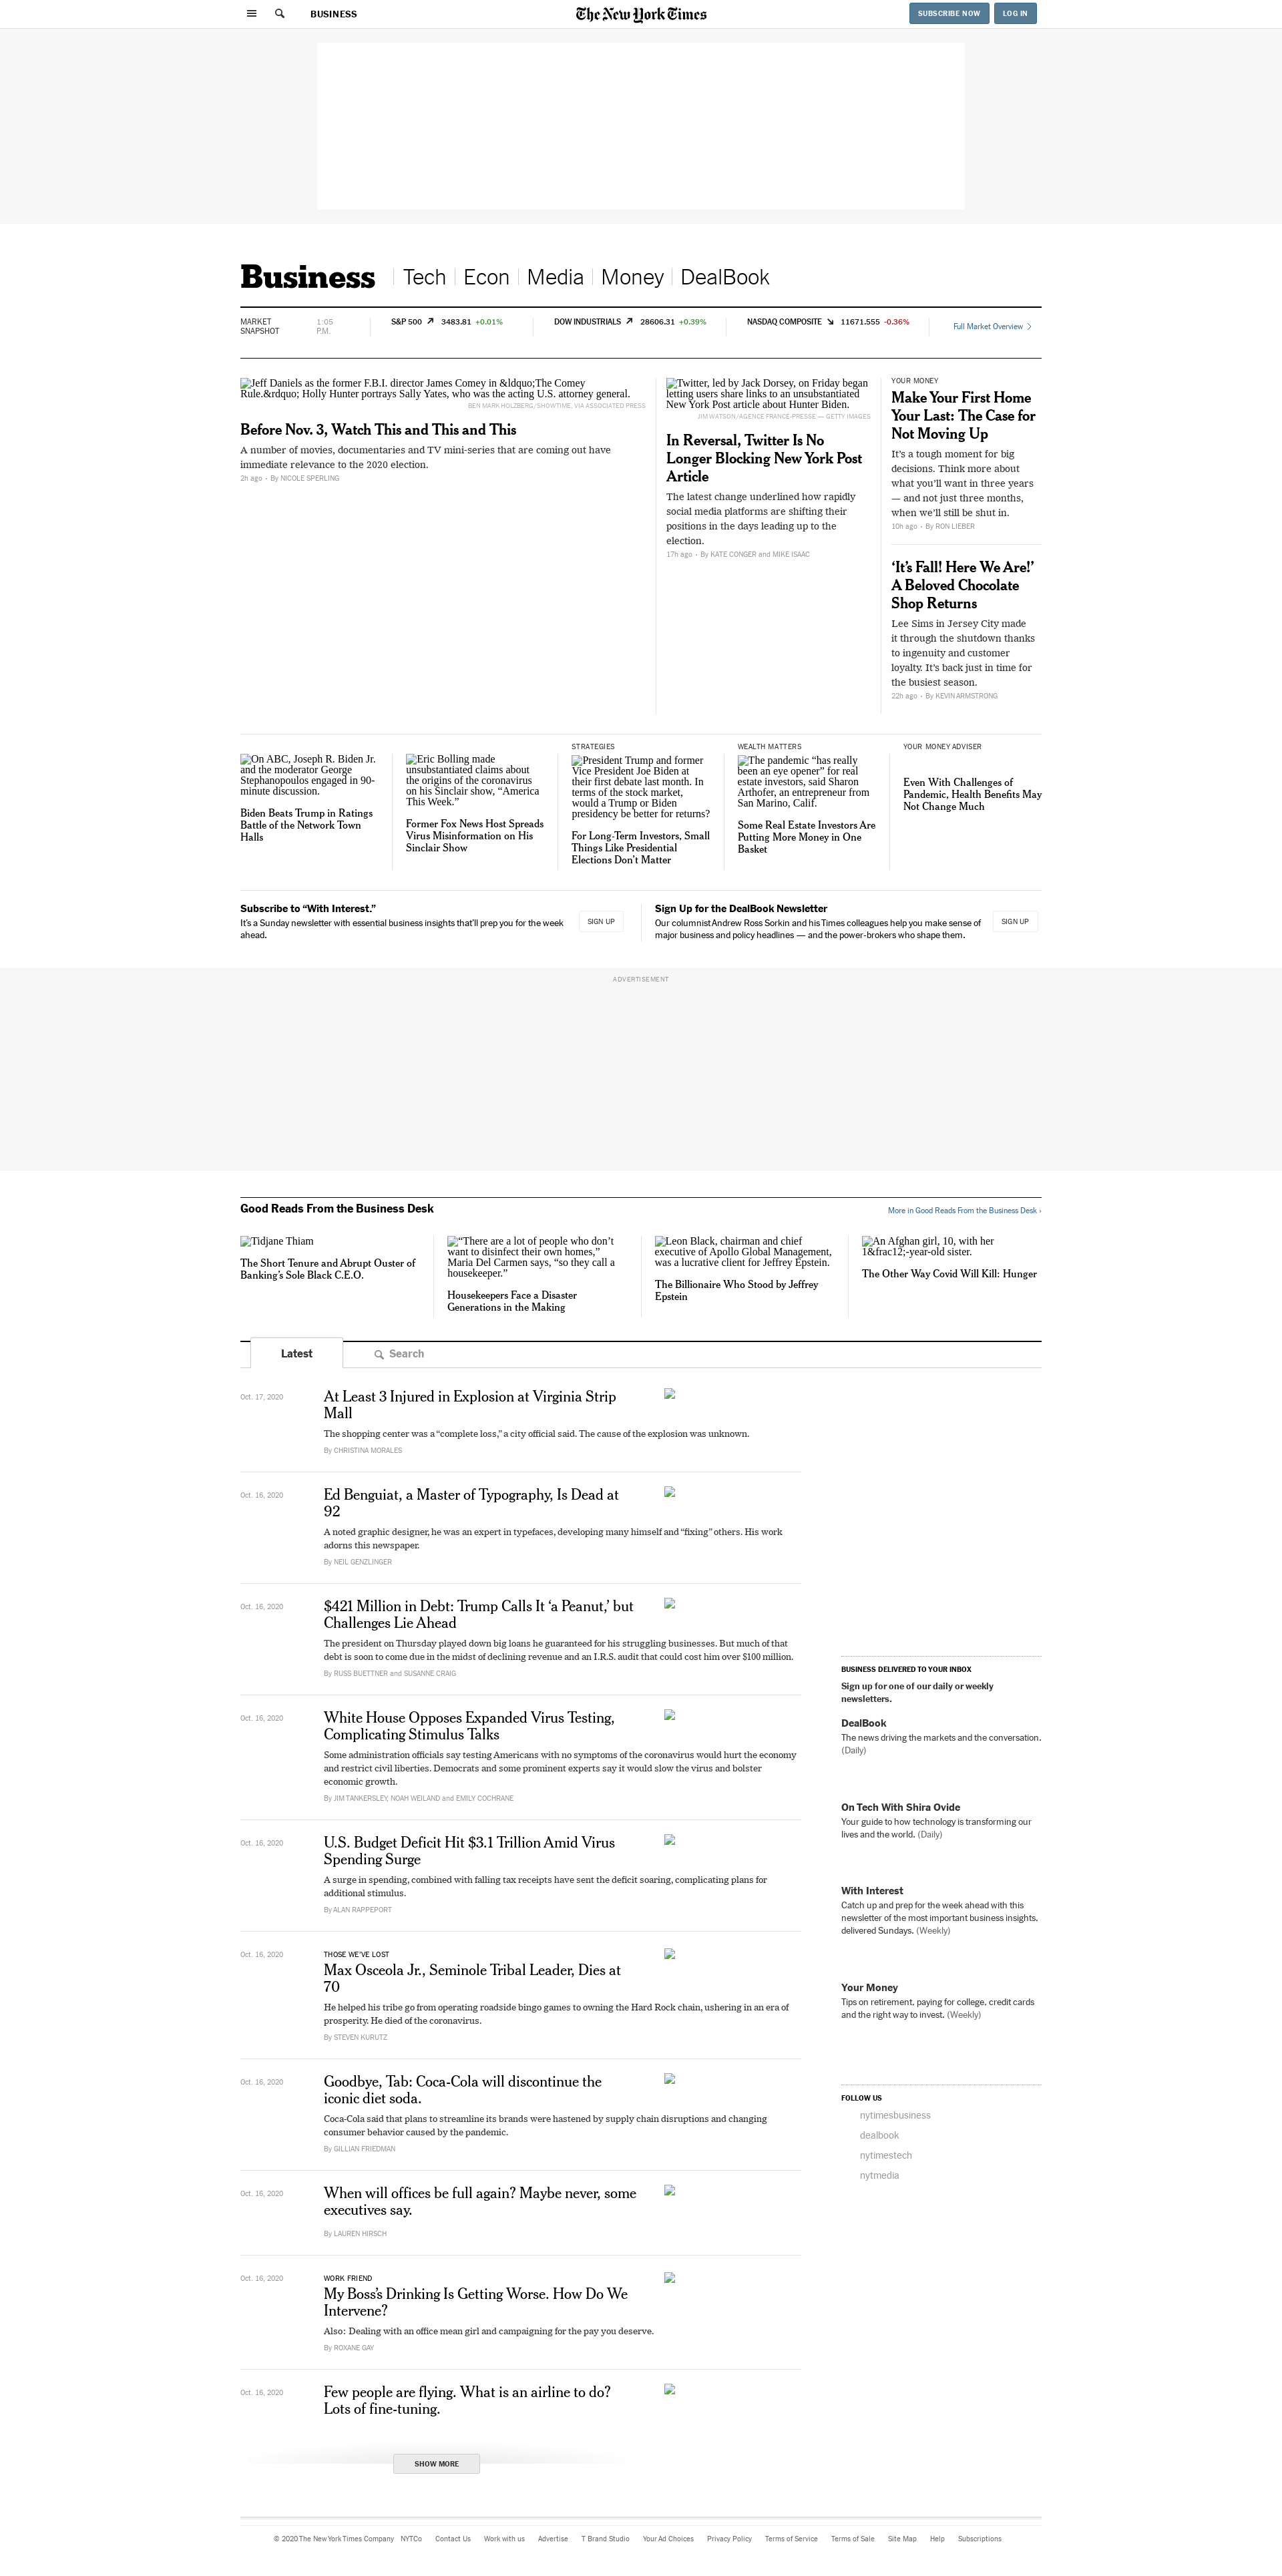 BUSINESS
The New York Times
SUBSCRIBE NOW
LOG IN
Business
Tech
Econ
Media
Money
DealBook
MARKET
SNAPSHOT
1:05
P.M.
S&P 500 3483.81 +0.01%
DOW INDUSTRIALS 28606.31 +0.39%
NASDAQ COMPOSITE 11671.555 -0.36%
Full Market Overview
Jeff Daniels as the former F.B.I. director James Comey in &ldquo;The Comey
Rule.&rdquo; Holly Hunter portrays Sally Yates, who was the acting U.S. attorney general.
BEN MARK HOLZBERG/SHOWTIME, VIA ASSOCIATED PRESS
Before Nov. 3, Watch This and This and This
A number of movies, documentaries and TV mini-series that are coming out have
immediate relevance to the 2020 election.
2h ago • By NICOLE SPERLING
Twitter, led by Jack Dorsey, on Friday began
letting users share links to an unsubstantiated
New York Post article about Hunter Biden.
JIM WATSON/AGENCE FRANCE-PRESSE — GETTY IMAGES
In Reversal, Twitter Is No
Longer Blocking New York Post
Article
The latest change underlined how rapidly
social media platforms are shifting their
positions in the days leading up to the
election.
17h ago • By KATE CONGER and MIKE ISAAC
YOUR MONEY
Make Your First Home
Your Last: The Case for
Not Moving Up
It’s a tough moment for big
decisions. Think more about
what you’ll want in three years
— and not just three months,
when we’ll still be shut in.
10h ago • By RON LIEBER
‘It’s Fall! Here We Are!’
A Beloved Chocolate
Shop Returns
Lee Sims in Jersey City made
it through the shutdown thanks
to ingenuity and customer
loyalty. It’s back just in time for
the busiest season.
22h ago • By KEVIN ARMSTRONG
On ABC, Joseph R. Biden Jr.
and the moderator George
Stephanopoulos engaged in 90-
minute discussion.
Biden Beats Trump in Ratings
Battle of the Network Town
Halls
Eric Bolling made
unsubstantiated claims about
the origins of the coronavirus
on his Sinclair show, “America
This Week.”
Former Fox News Host Spreads
Virus Misinformation on His
Sinclair Show
STRATEGIES
President Trump and former
Vice President Joe Biden at
their first debate last month. In
terms of the stock market,
would a Trump or Biden
presidency be better for returns?
For Long-Term Investors, Small
Things Like Presidential
Elections Don’t Matter
WEALTH MATTERS
The pandemic “has really
been an eye opener” for real
estate investors, said Sharon
Arthofer, an entrepreneur from
San Marino, Calif.
Some Real Estate Investors Are
Putting More Money in One
Basket
YOUR MONEY ADVISER
Even With Challenges of
Pandemic, Health Benefits May
Not Change Much
Subscribe to “With Interest.”
It’s a Sunday newsletter with essential business insights that’ll prep you for the week
ahead.
SIGN UP
Sign Up for the DealBook Newsletter
Our columnist Andrew Ross Sorkin and his Times colleagues help you make sense of
major business and policy headlines — and the power-brokers who shape them.
SIGN UP
ADVERTISEMENT
Good Reads From the Business Desk
More in Good Reads From the Business Desk ›
Tidjane Thiam
The Short Tenure and Abrupt Ouster of
Banking’s Sole Black C.E.O.
“There are a lot of people who don’t
want to disinfect their own homes,”
Maria Del Carmen says, “so they call a
housekeeper.”
Housekeepers Face a Disaster
Generations in the Making
Leon Black, chairman and chief
executive of Apollo Global Management,
was a lucrative client for Jeffrey Epstein.
The Billionaire Who Stood by Jeffrey
Epstein
An Afghan girl, 10, with her
1&frac12;-year-old sister.
The Other Way Covid Will Kill: Hunger
Latest
Search
Oct. 17, 2020
At Least 3 Injured in Explosion at Virginia Strip
Mall
The shopping center was a “complete loss,” a city official said. The cause of the explosion was unknown.
By CHRISTINA MORALES
Oct. 16, 2020
Ed Benguiat, a Master of Typography, Is Dead at
92
A noted graphic designer, he was an expert in typefaces, developing many himself and “fixing” others. His work
adorns this newspaper.
By NEIL GENZLINGER
Oct. 16, 2020
$421 Million in Debt: Trump Calls It ‘a Peanut,’ but
Challenges Lie Ahead
The president on Thursday played down big loans he guaranteed for his struggling businesses. But much of that
debt is soon to come due in the midst of declining revenue and an I.R.S. audit that could cost him over $100 million.
By RUSS BUETTNER and SUSANNE CRAIG
Oct. 16, 2020
White House Opposes Expanded Virus Testing,
Complicating Stimulus Talks
Some administration officials say testing Americans with no symptoms of the coronavirus would hurt the economy
and restrict civil liberties. Democrats and some prominent experts say it would slow the virus and bolster
economic growth.
By JIM TANKERSLEY, NOAH WEILAND and EMILY COCHRANE
Oct. 16, 2020
U.S. Budget Deficit Hit $3.1 Trillion Amid Virus
Spending Surge
A surge in spending, combined with falling tax receipts have sent the deficit soaring, complicating plans for
additional stimulus.
By ALAN RAPPEPORT
Oct. 16, 2020
THOSE WE’VE LOST
Max Osceola Jr., Seminole Tribal Leader, Dies at
70
He helped his tribe go from operating roadside bingo games to owning the Hard Rock chain, ushering in an era of
prosperity. He died of the coronavirus.
By STEVEN KURUTZ
Oct. 16, 2020
Goodbye, Tab: Coca-Cola will discontinue the
iconic diet soda.
Coca-Cola said that plans to streamline its brands were hastened by supply chain disruptions and changing
consumer behavior caused by the pandemic.
By GILLIAN FRIEDMAN
Oct. 16, 2020
When will offices be full again? Maybe never, some
executives say.
By LAUREN HIRSCH
Oct. 16, 2020
WORK FRIEND
My Boss’s Drinking Is Getting Worse. How Do We
Intervene?
Also: Dealing with an office mean girl and campaigning for the pay you deserve.
By ROXANE GAY
Oct. 16, 2020
Few people are flying. What is an airline to do?
Lots of fine-tuning.
SHOW MORE
BUSINESS DELIVERED TO YOUR INBOX
Sign up for one of our daily or weekly
newsletters.
DealBook
The news driving the markets and the conversation.
(Daily)
On Tech With Shira Ovide
Your guide to how technology is transforming our
lives and the world. (Daily)
With Interest
Catch up and prep for the week ahead with this
newsletter of the most important business insights,
delivered Sundays. (Weekly)
Your Money
Tips on retirement, paying for college, credit cards
and the right way to invest. (Weekly)
FOLLOW US
nytimesbusiness
dealbook
nytimestech
nytmedia
© 2020 The New York Times Company
NYTCo
Contact Us
Work with us
Advertise
T Brand Studio
Your Ad Choices
Privacy Policy
Terms of Service
Terms of Sale
Site Map
Help
Subscriptions